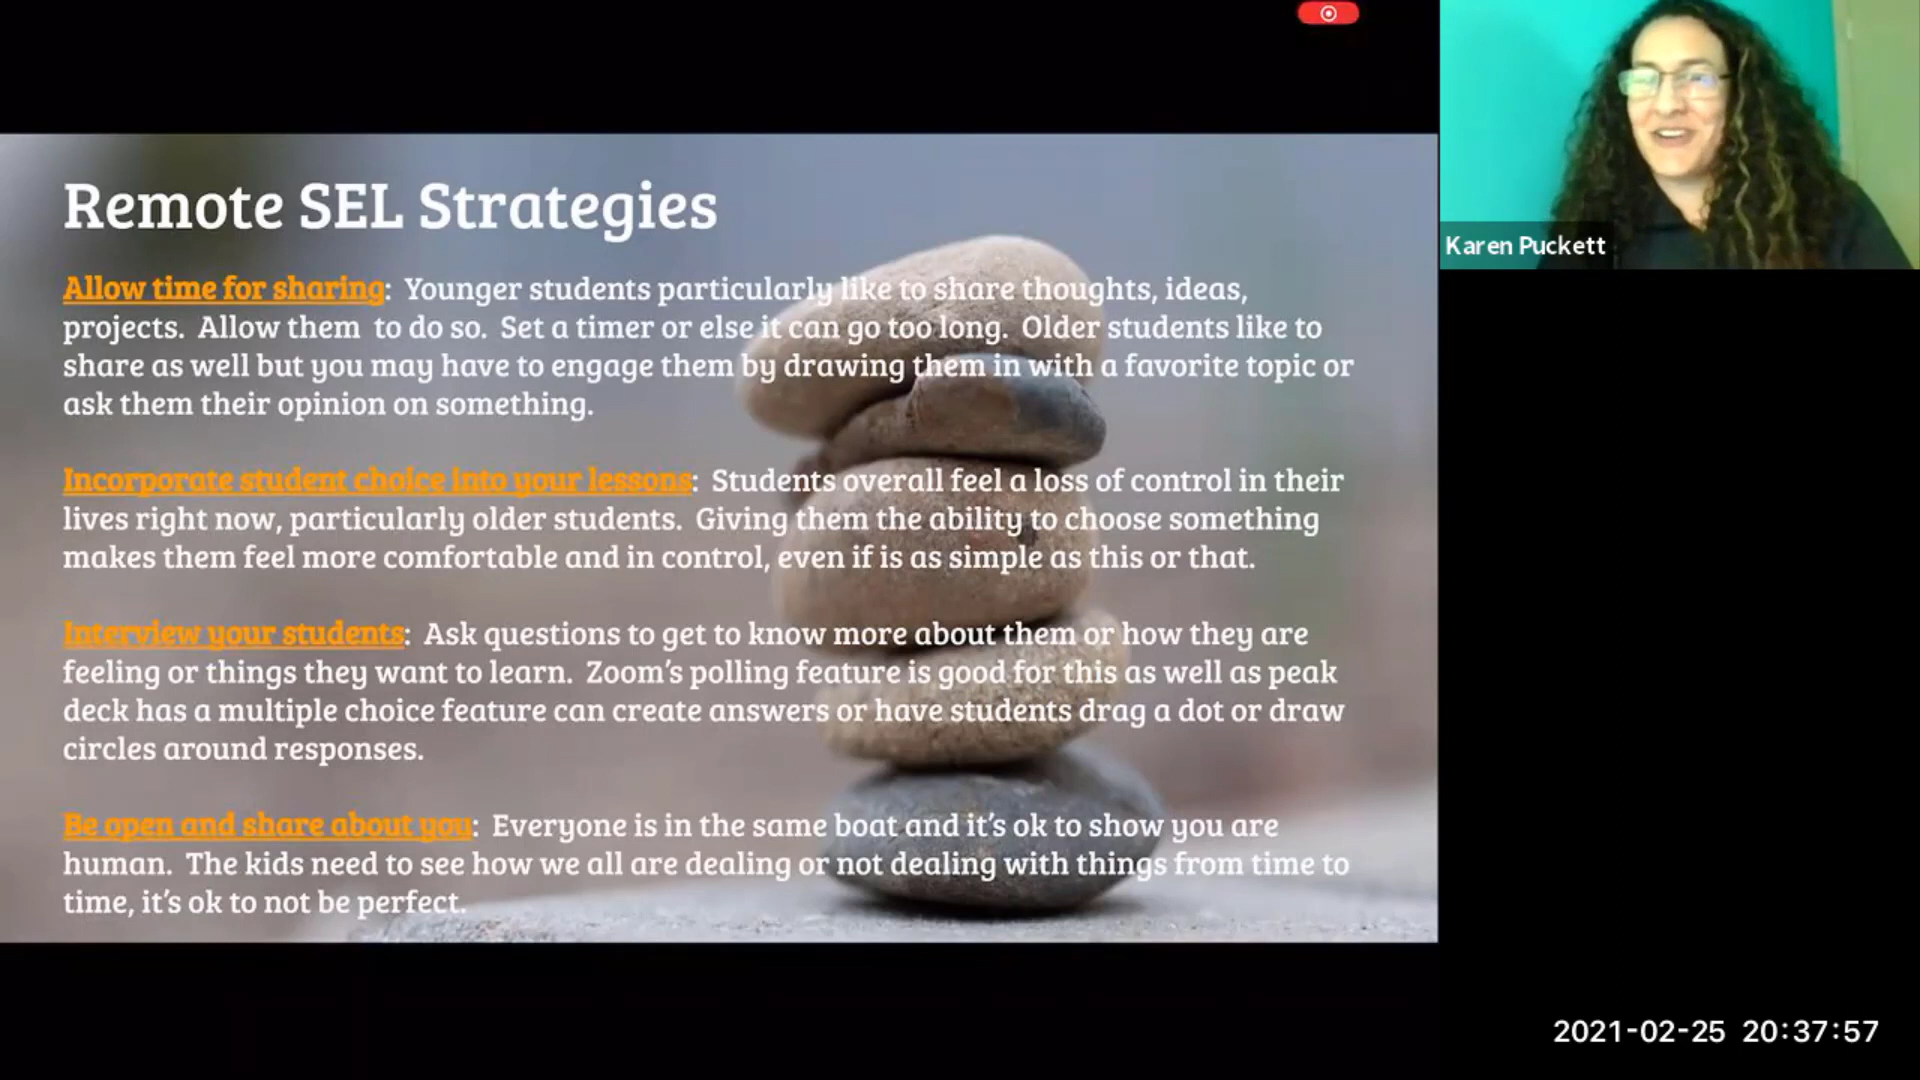 Remote SEL Strategies
Allow time for sharing:  Younger students particularly like to share thoughts, ideas,
projects.  Allow them  to do so.  Set a timer or else it can go too long.  Older students like to
share as well but you may have to engage them by drawing them in with a favorite topic or
ask them their opinion on something.
Incorporate student choice into your lessons:  Students overall feel a loss of control in their
lives right now, particularly older students.  Giving them the ability to choose something
makes them feel more comfortable and in control, even if is as simple as this or that.
Interview your students:  Ask questions to get to know more about them or how they are
feeling or things they want to learn.  Zoom's polling feature is good for this as well as peak
deck has a multiple choice feature can create answers or have students drag a dot or draw
circles around responses.
Be open and share about you:  Everyone is in the same boat and it's ok to show you are
human.  The kids need to see how we all are dealing or not dealing with things from time to
time, it's ok to not be perfect.
Karen Puckett
2021-02-25 20:37:57